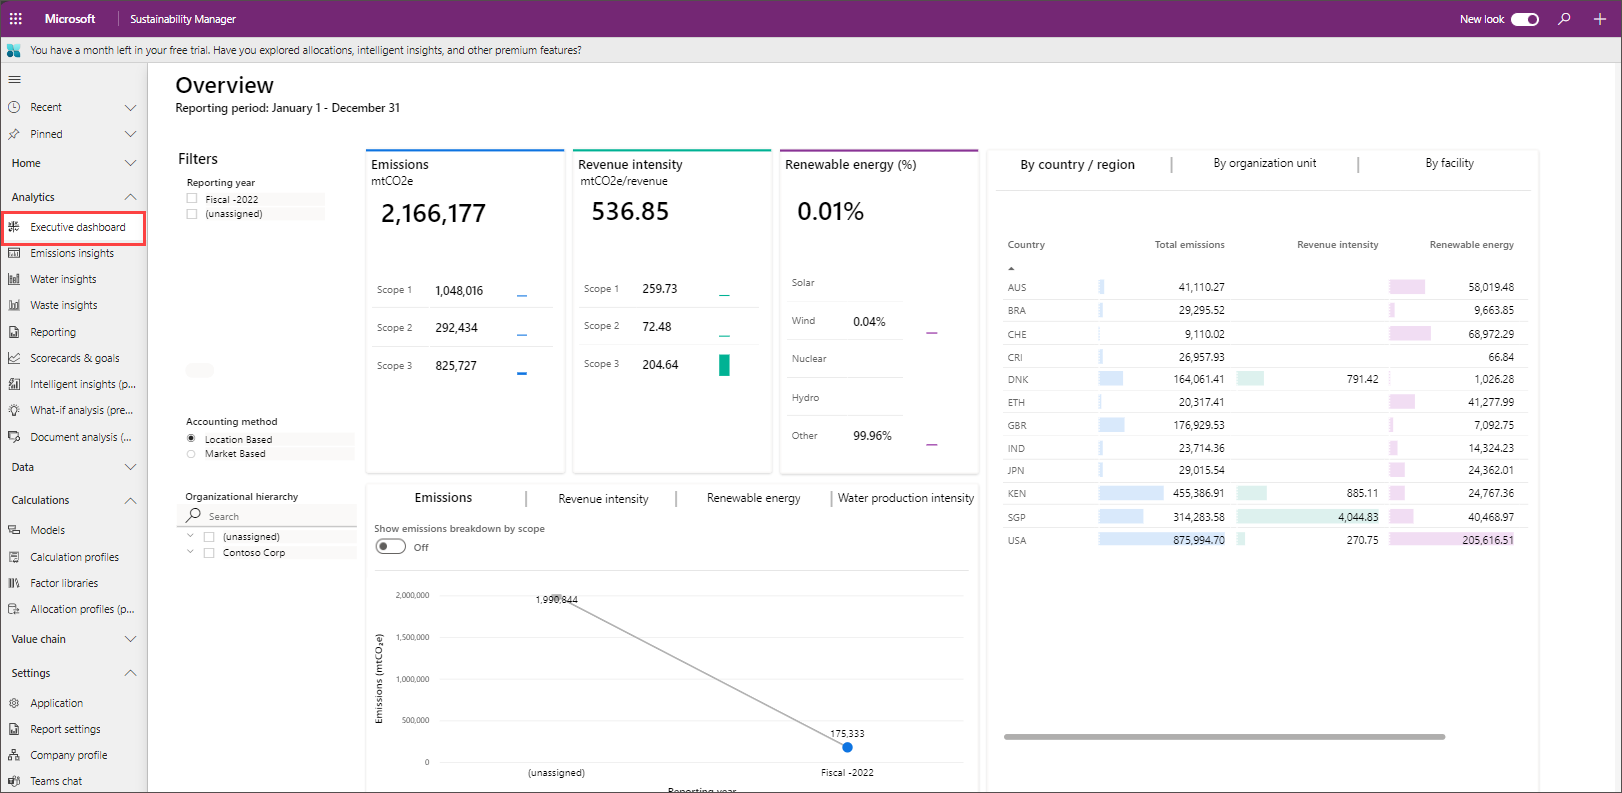 Microsoft
Sustainability Manager
New look
You have a month left in your free trial. Have you explored allocations, intelligent insights, and other premium features?
Recent
Pinned
Home
Analytics
Executive dashboard
Emissions insights
Water insights
Waste insights
Reporting
Scorecards & goals
Intelligent insights (p...
What-if analysis (pre...
Document analysis (...
Data
Calculations
Models
Calculation profiles
Factor libraries
Allocation profiles (p...
Value chain
Settings
Application
Report settings
Company profile
Teams chat
Overview
Reporting period: January 1 - December 31
Filters
Reporting year
Fiscal -2022
(unassigned)
Accounting method
Location Based
Market Based
Organizational hierarchy
Search
(unassigned)
Contoso Corp
Emissions
mtCO2e
2,166,177
Scope 1 1,048,016
Scope 2 292,434
Scope 3 825,727
Revenue intensity
mtCO2e/revenue
536.85
Scope 1 259.73
Scope 2 72.48
Scope 3 204.64
Renewable energy (%)
0.01%
Solar
Wind 0.04%
Nuclear
Hydro
Other 99.96%
Emissions | Revenue intensity | Renewable energy | Water production intensity
Show emissions breakdown by scope
Off
Emissions (mtCO₂e)
2,000,000
1,500,000
1,000,000
500,000
0
1,990,844
175,333
(unassigned) Fiscal -2022
Reporting year
By country / region | By organization unit | By facility
Country Total emissions Revenue intensity Renewable energy
AUS 41,110.27 58,019.48
BRA 29,295.52 9,663.85
CHE 9,110.02 68,972.29
CRI 26,957.93 66.84
DNK 164,061.41 791.42 1,026.28
ETH 20,317.41 41,277.99
GBR 176,929.53 7,092.75
IND 23,714.36 14,324.23
JPN 29,015.54 24,362.01
KEN 455,386.91 885.11 24,767.36
SGP 314,283.58 4,044.83 40,468.97
USA 875,994.70 270.75 205,616.51